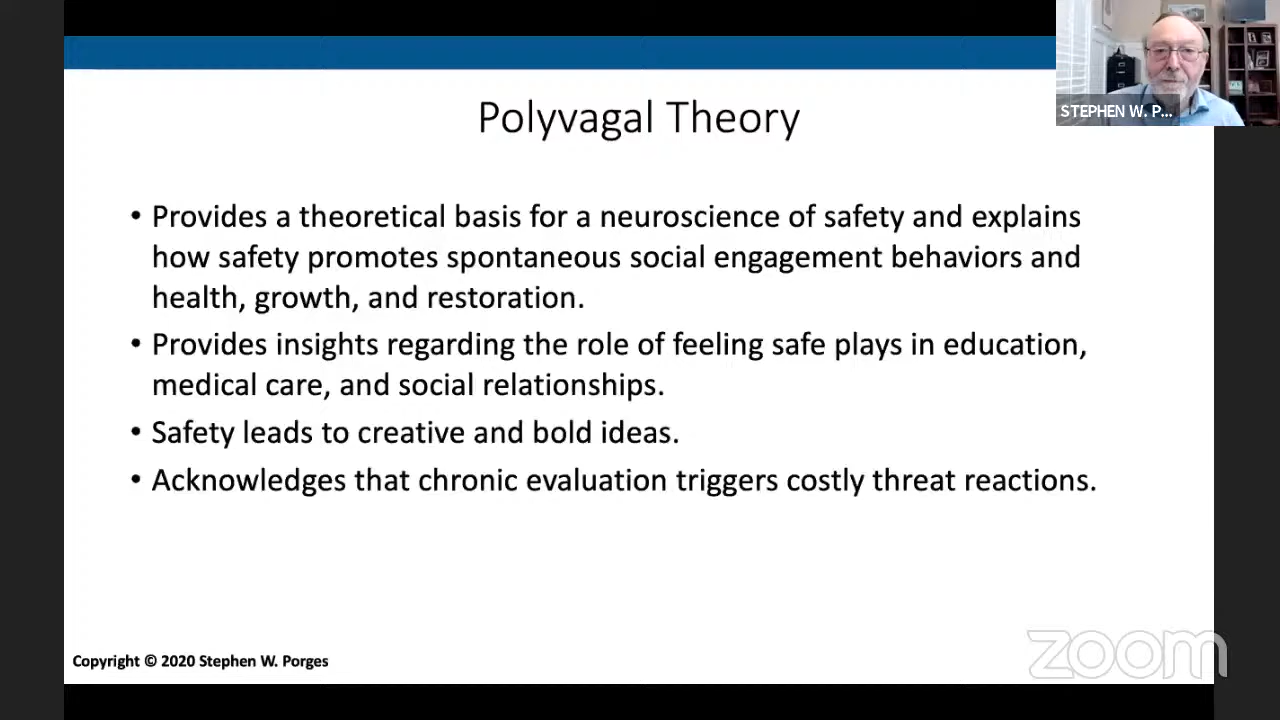 STEPHEN W. P...
Polyvagal Theory
• Provides a theoretical basis for a neuroscience of safety and explains
how safety promotes spontaneous social engagement behaviors and
health, growth, and restoration.
• Provides insights regarding the role of feeling safe plays in education,
medical care, and social relationships.
• Safety leads to creative and bold ideas.
• Acknowledges that chronic evaluation triggers costly threat reactions.
Copyright © 2020 Stephen W. Porges
zoom